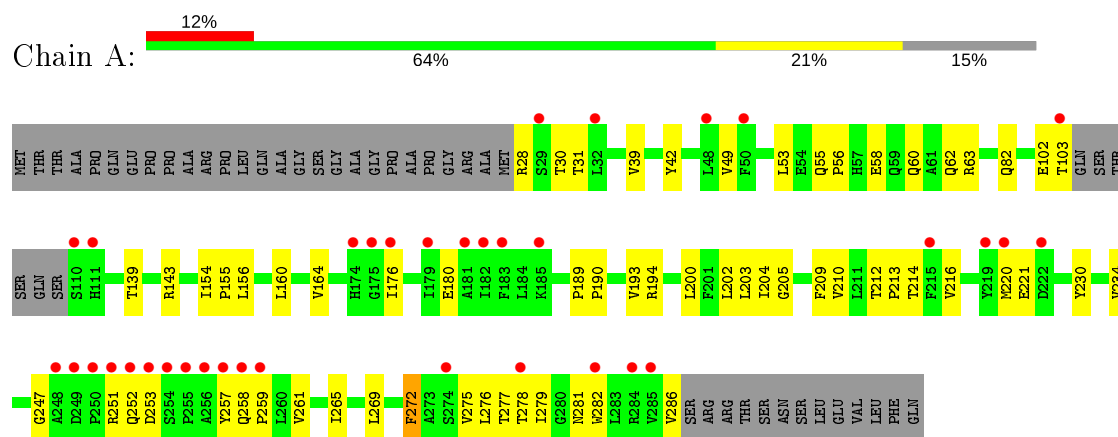 12%
Chain A:
64% 21% 15%
MET THR THR ALA PRO GLN GLU PRO PRO ALA ARG PRO LEU GLN ALA GLY SER GLY ALA GLY PRO ALA PRO GLY ARG ALA MET R28 S29 T30 T31 L32 V39 Y42 L48 V49 F50 L53 E54 Q55 P56 H57 E58 Q59 Q60 A61 Q62 R63 Q82 E102 T103 GLN SER THR
SER GLN SER S110 H111 T139 R143 I154 P155 L156 L160 V164 H174 G175 I176 I179 E180 A181 I182 F183 L184 K185 P189 P190 V193 R194 L200 F201 L202 L203 I204 G205 F209 V210 L211 T212 P213 T214 F215 V216 Y219 M220 E221 D222 Y230
G247 A248 D249 P250 R251 Q252 D253 S254 P255 A256 Y257 Q258 P259 L260 V261 I265 L269 F272 A273 S274 V275 L276 T277 T278 I279 G280 N281 W282 L283 R284 V285 V286 SER ARG ARG THR SER ASN SER LEU GLU VAL LEU PHE GLN